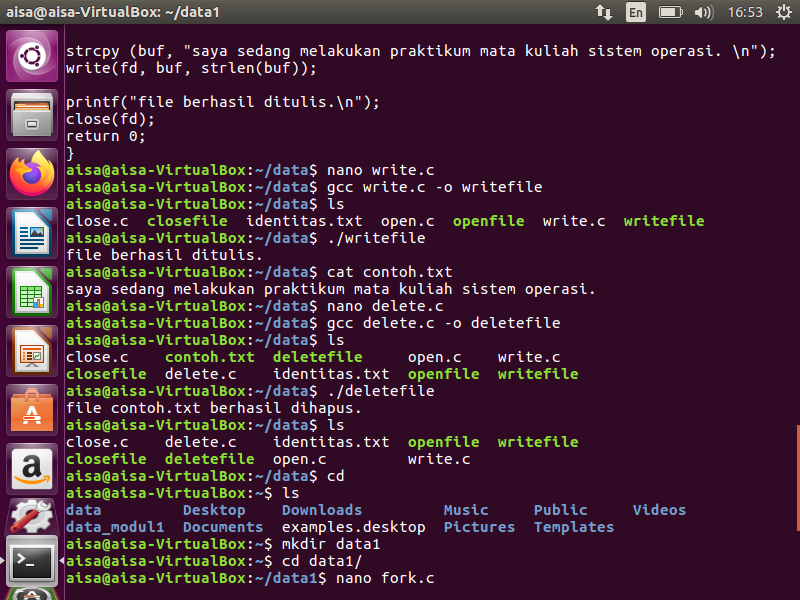 aisa@aisa-VirtualBox: ~/data1
En
16:53
strcpy (buf, "saya sedang melakukan praktikum mata kuliah sistem operasi. \n");
write(fd, buf, strlen(buf));
printf("file berhasil ditulis.\n");
close(fd);
return 0;
}
aisa@aisa-VirtualBox:~/data$ nano write.c
aisa@aisa-VirtualBox:~/data$ gcc write.c -o writefile
aisa@aisa-VirtualBox:~/data$ ls
close.c  closefile  identitas.txt  open.c  openfile  write.c  writefile
aisa@aisa-VirtualBox:~/data$ ./writefile
file berhasil ditulis.
aisa@aisa-VirtualBox:~/data$ cat contoh.txt
saya sedang melakukan praktikum mata kuliah sistem operasi.
aisa@aisa-VirtualBox:~/data$ nano delete.c
aisa@aisa-VirtualBox:~/data$ gcc delete.c -o deletefile
aisa@aisa-VirtualBox:~/data$ ls
close.c    contoh.txt  deletefile     open.c    write.c
closefile  delete.c    identitas.txt  openfile  writefile
aisa@aisa-VirtualBox:~/data$ ./deletefile
file contoh.txt berhasil dihapus.
aisa@aisa-VirtualBox:~/data$ ls
close.c    delete.c    identitas.txt  openfile  writefile
closefile  deletefile  open.c         write.c
aisa@aisa-VirtualBox:~/data$ cd
aisa@aisa-VirtualBox:~$ ls
data         Desktop    Downloads         Music     Public     Videos
data_modul1  Documents  examples.desktop  Pictures  Templates
aisa@aisa-VirtualBox:~$ mkdir data1
aisa@aisa-VirtualBox:~$ cd data1/
aisa@aisa-VirtualBox:~/data1$ nano fork.c